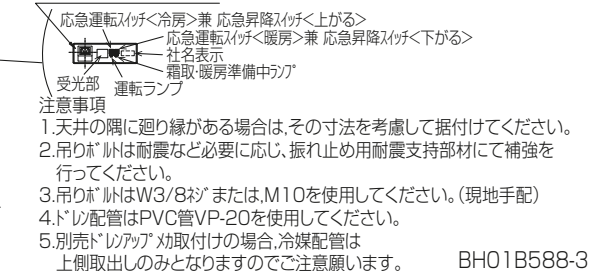 応急運転ｽｲｯﾁ<冷房>兼 応急昇降ｽｲｯﾁ<上がる>
応急運転ｽｲｯﾁ<暖房>兼 応急昇降ｽｲｯﾁ<下がる>
社名表示
霜取･暖房準備中ﾗﾝﾌﾟ
受光部
運転ランプ
注意事項
1.天井の隅に廻り縁がある場合は,その寸法を考慮して据付けてください。
2.吊りﾎﾞﾙﾄは耐震など必要に応じ､振れ止め用耐震支持部材にて補強を
行ってください。
3.吊りﾎﾞﾙﾄはW3/8ﾈｼﾞまたは,M10を使用してください。(現地手配)
4.ﾄﾞﾚﾝ配管はPVC管VP-20を使用してください。
5.別売ﾄﾞﾚﾝｱｯﾌﾟﾒｶ取付けの場合,冷媒配管は
上側取出しのみとなりますのでご注意願います。
BH01B588-3